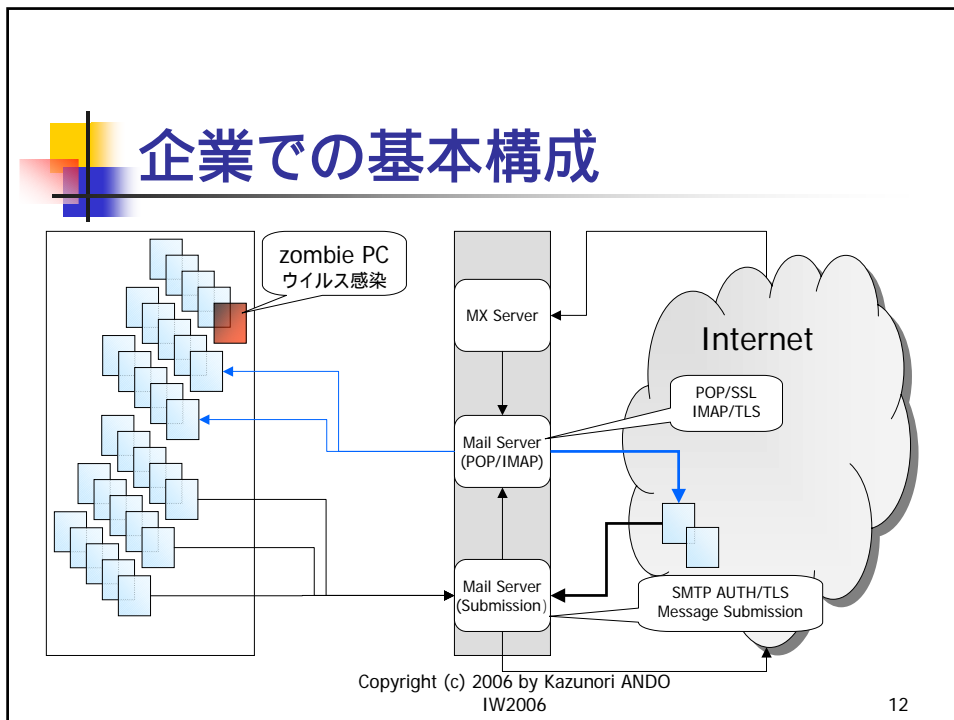 企業での基本構成
zombie PC
ウイルス感染
MX Server
Internet
POP/SSL
IMAP/TLS
Mail Server
(POP/IMAP)
Mail Server
(Submission)
SMTP AUTH/TLS
Message Submission
Copyright (c) 2006 by Kazunori ANDO
IW2006
12